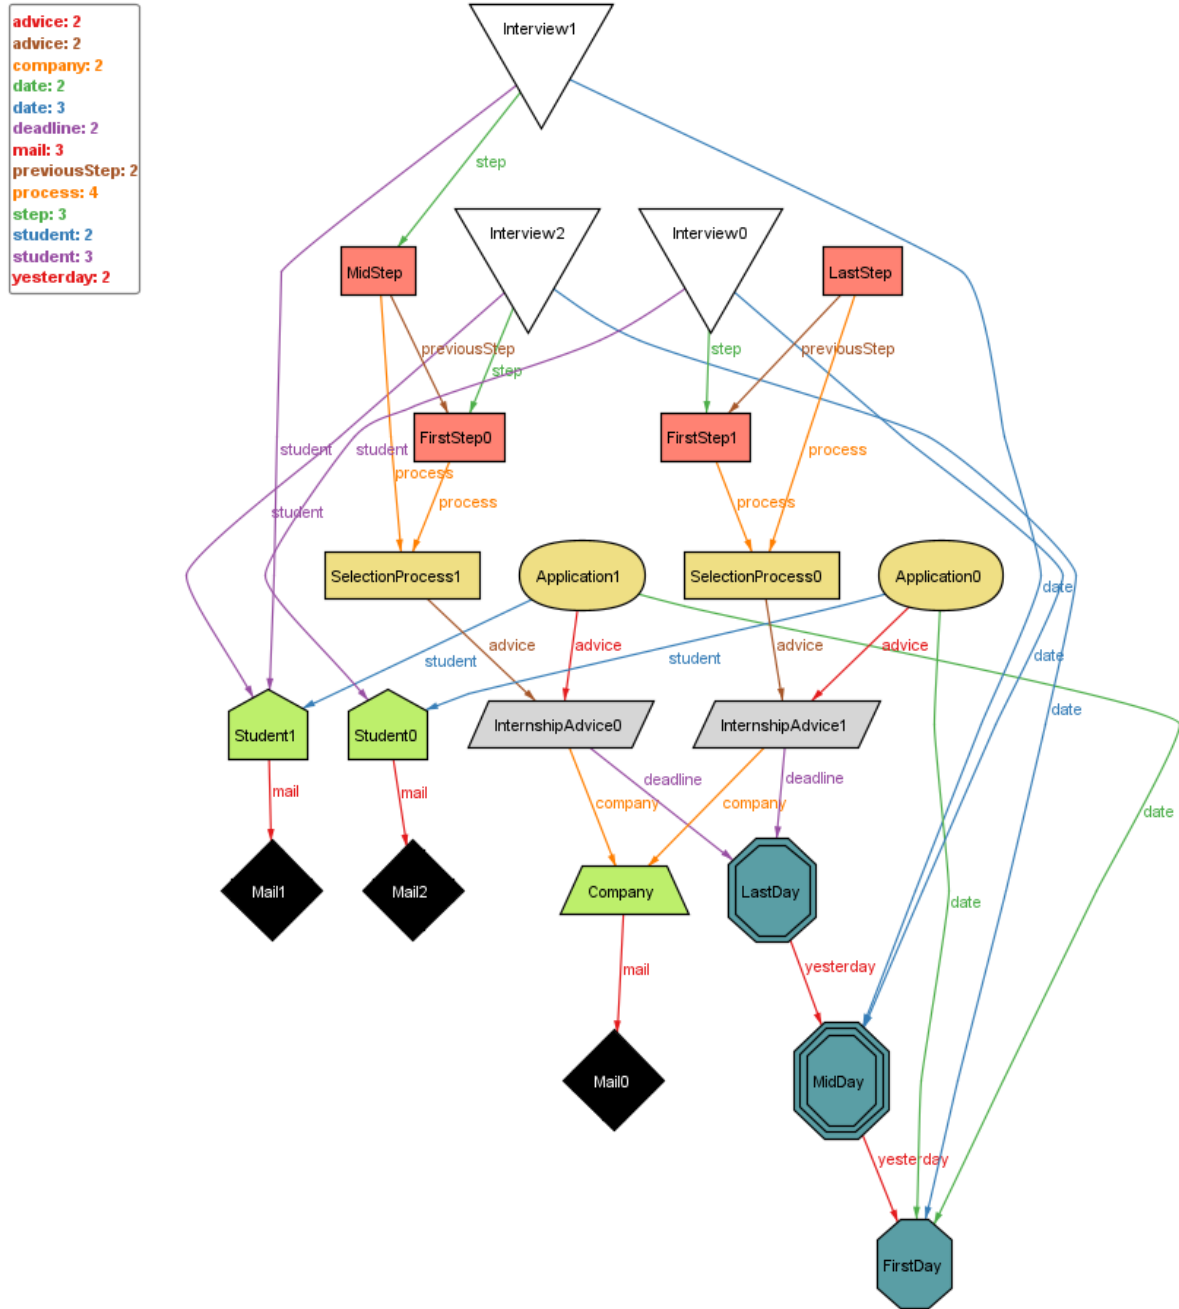 advice: 2
advice: 2
company: 2
date: 2
date: 3
deadline: 2
mail: 3
previousStep: 2
process: 4
step: 3
student: 2
student: 3
yesterday: 2
Interview1
step
Interview2
Interview0
MidStep
LastStep
previousStep
step
previousStep
step
FirstStep0
FirstStep1
student
student
process
process
process
process
student
SelectionProcess1
Application1
SelectionProcess0
Application0
date
advice
advice
advice
advice
student
student
date
date
Student1
Student0
InternshipAdvice0
InternshipAdvice1
mail
mail
deadline
deadline
company
company
date
Mail1
Mail2
Company
LastDay
date
mail
yesterday
Mail0
MidDay
yesterday
FirstDay